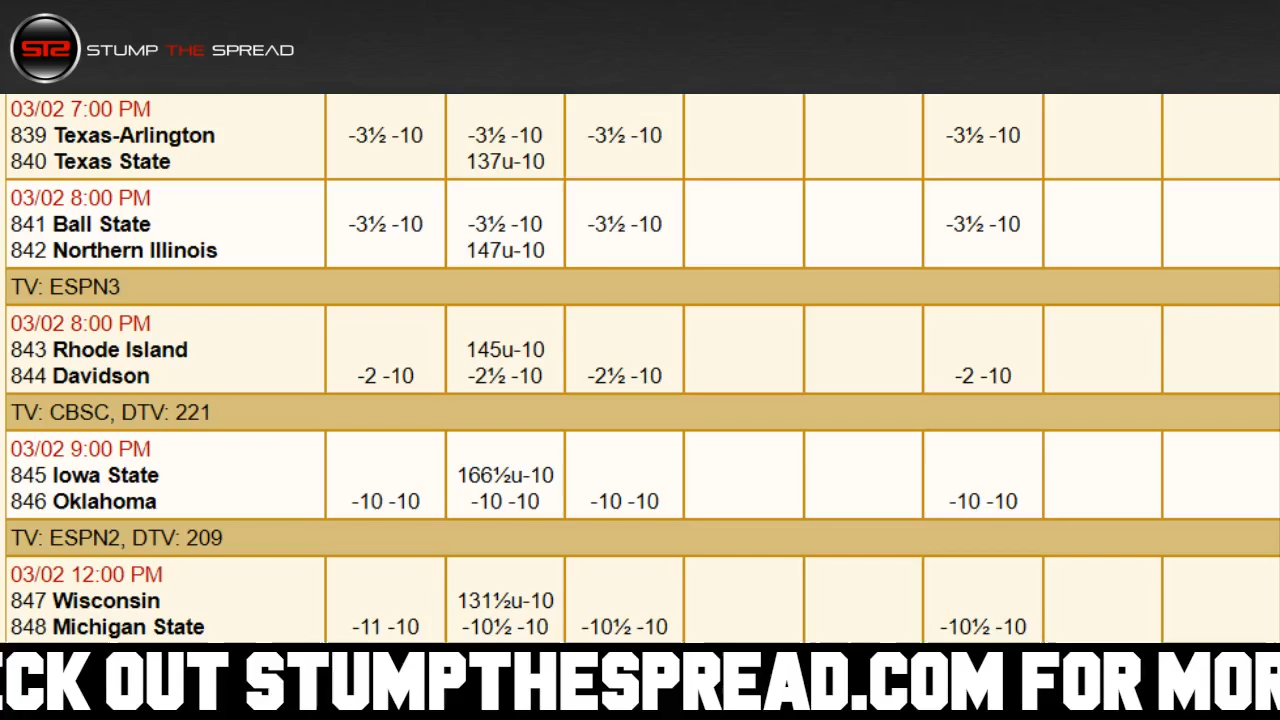 STS STUMP THE SPREAD
03/02 7:00 PM
839 Texas-Arlington -3½ -10 -3½ -10 -3½ -10 -3½ -10
840 Texas State 137u-10
03/02 8:00 PM
841 Ball State -3½ -10 -3½ -10 -3½ -10 -3½ -10
842 Northern Illinois 147u-10
TV: ESPN3
03/02 8:00 PM
843 Rhode Island 145u-10
844 Davidson -2 -10 -2½ -10 -2½ -10 -2 -10
TV: CBSC, DTV: 221
03/02 9:00 PM
845 Iowa State 166½u-10
846 Oklahoma -10 -10 -10 -10 -10 -10 -10 -10
TV: ESPN2, DTV: 209
03/02 12:00 PM
847 Wisconsin 131½u-10
848 Michigan State -11 -10 -10½ -10 -10½ -10 -10½ -10
ECK OUT STUMPTHESPREAD.COM FOR MOR